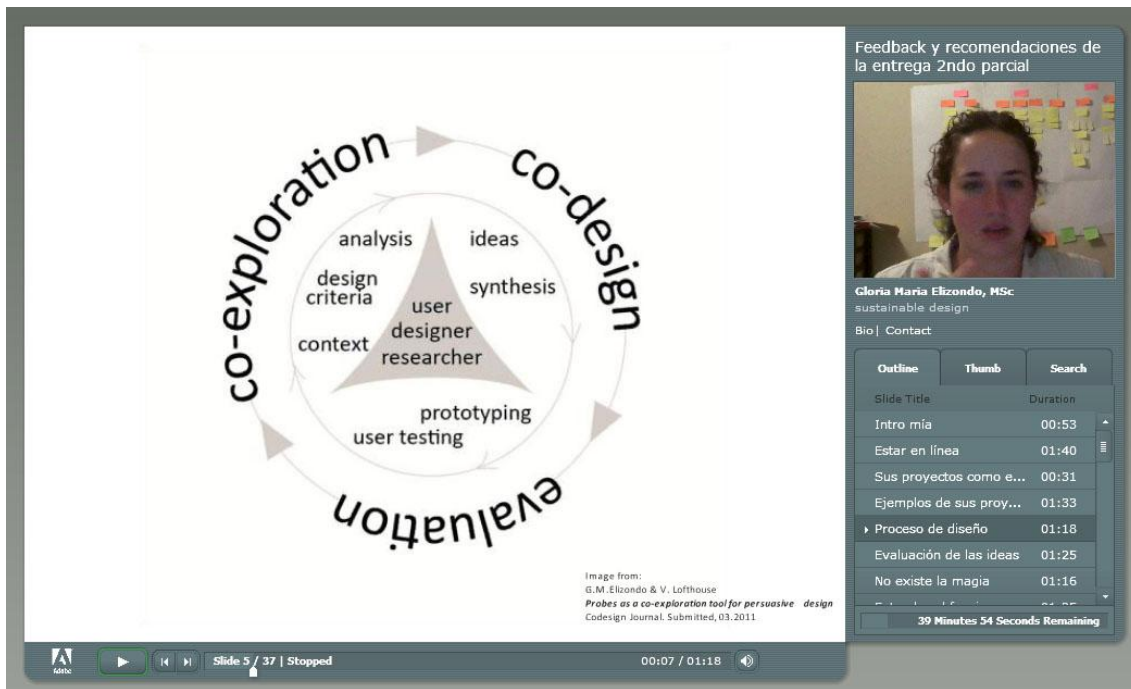 co-exploration
co-design
evaluation
analysis
ideas
design
criteria
synthesis
context
user
designer
researcher
prototyping
user testing
Image from:
G.M.Elizondo & V. Lofthouse
Probes as a co-exploration tool for persuasive design
Codesign Journal. Submitted, 03.2011
Feedback y recomendaciones de
la entrega 2ndo parcial
Gloria Maria Elizondo, MSc
sustainable design
Bio| Contact
Outline Thumb Search
Slide Title Duration
Intro mía 00:53
Estar en línea 01:40
Sus proyectos como e... 00:31
Ejemplos de sus proy... 01:33
Proceso de diseño 01:18
Evaluación de las ideas 01:25
No existe la magia 01:16
39 Minutes 54 Seconds Remaining
Adobe
Slide 5 / 37 | Stopped
00:07 / 01:18